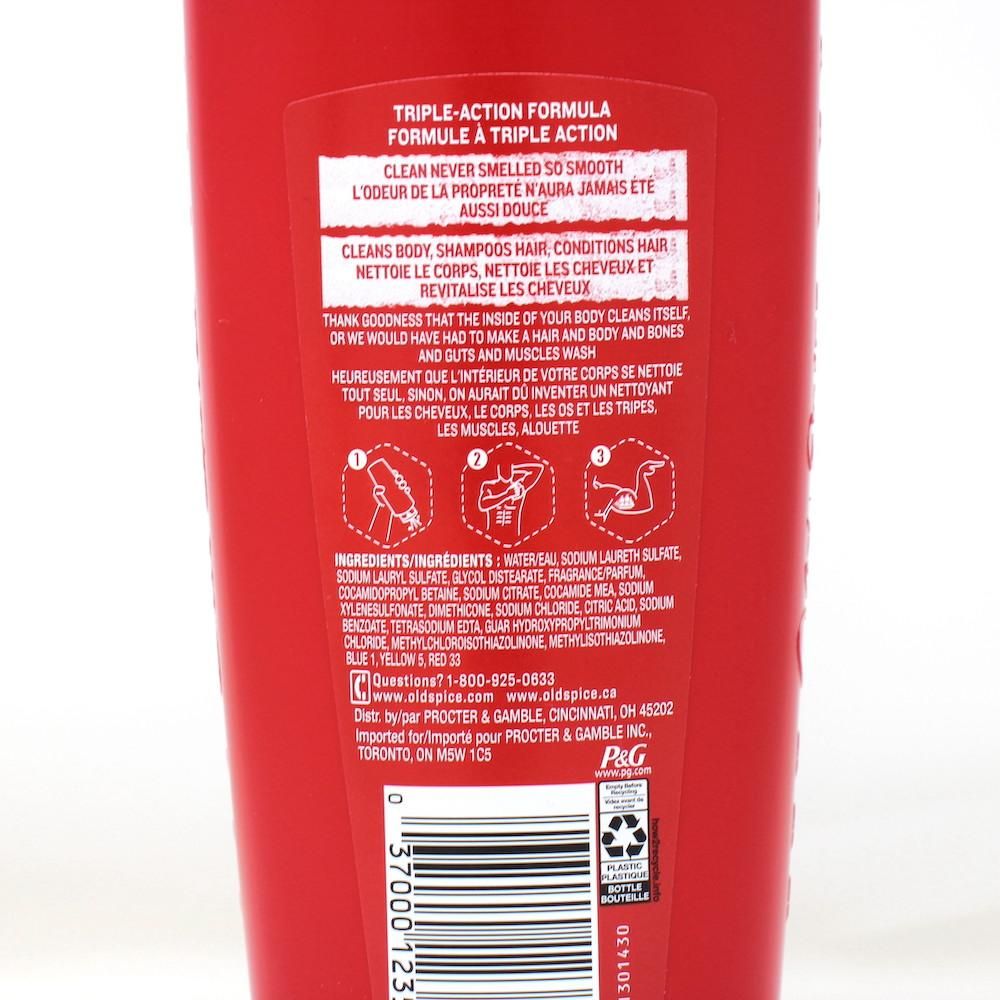 TRIPLE-ACTION FORMULA
FORMULE À TRIPLE ACTION
CLEAN NEVER SMELLED SO SMOOTH
L'ODEUR DE LA PROPRETÉ N'AURA JAMAIS ÉTÉ
AUSSI DOUCE
CLEANS BODY, SHAMPOOS HAIR, CONDITIONS HAIR
NETTOIE LE CORPS, NETTOIE LES CHEVEUX ET
REVITALISE LES CHEVEUX
THANK GOODNESS THAT THE INSIDE OF YOUR BODY CLEANS ITSELF,
OR WE WOULD HAVE HAD TO MAKE A HAIR AND BODY AND BONES
AND GUTS AND MUSCLES WASH
HEUREUSEMENT QUE L'INTÉRIEUR DE VOTRE CORPS SE NETTOIE
TOUT SEUL, SINON, ON AURAIT DÛ INVENTER UN NETTOYANT
POUR LES CHEVEUX, LE CORPS, LES OS ET LES TRIPES,
LES MUSCLES, ALOUETTE
1 2 3
INGREDIENTS/INGRÉDIENTS : WATER/EAU, SODIUM LAURETH SULFATE,
SODIUM LAURYL SULFATE, GLYCOL DISTEARATE, FRAGRANCE/PARFUM,
COCAMIDOPROPYL BETAINE, SODIUM CITRATE, COCAMIDE MEA, SODIUM
XYLENESULFONATE, DIMETHICONE, SODIUM CHLORIDE, CITRIC ACID, SODIUM
BENZOATE, TETRASODIUM EDTA, GUAR HYDROXYPROPYLTRIMONIUM
CHLORIDE, METHYLCHLOROISOTHIAZOLINONE, METHYLISOTHIAZOLINONE,
BLUE 1, YELLOW 5, RED 33
Questions? 1-800-925-0633
www.oldspice.com www.oldspice.ca
Distr. by/par PROCTER & GAMBLE, CINCINNATI, OH 45202
Imported for/Importé pour PROCTER & GAMBLE INC.,
TORONTO, ON M5W 1C5
P&G
www.pg.com
Empty Before
Recycling
Videz avant de
recycler
PLASTIC
PLASTIQUE
BOTTLE
BOUTEILLE
how2recycle.info
0 37000 123
1301430